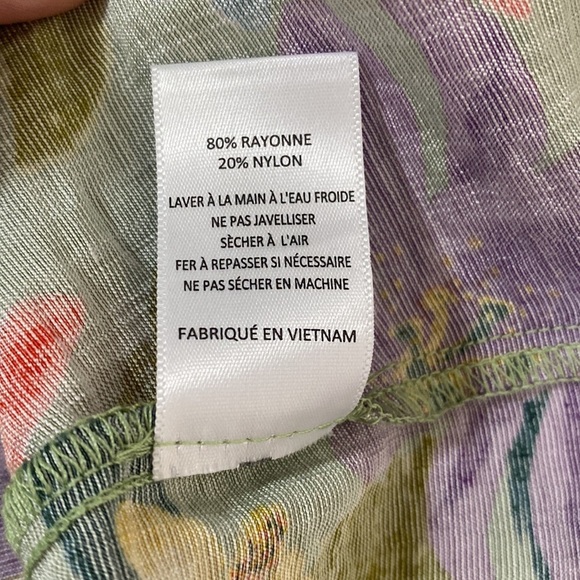 80% RAYONNE
20% NYLON
LAVER À LA MAIN À L'EAU FROIDE
NE PAS JAVELLISER
SÈCHER À L'AIR
FER À REPASSER SI NÉCESSAIRE
NE PAS SÉCHER EN MACHINE
FABRIQUÉ EN VIETNAM